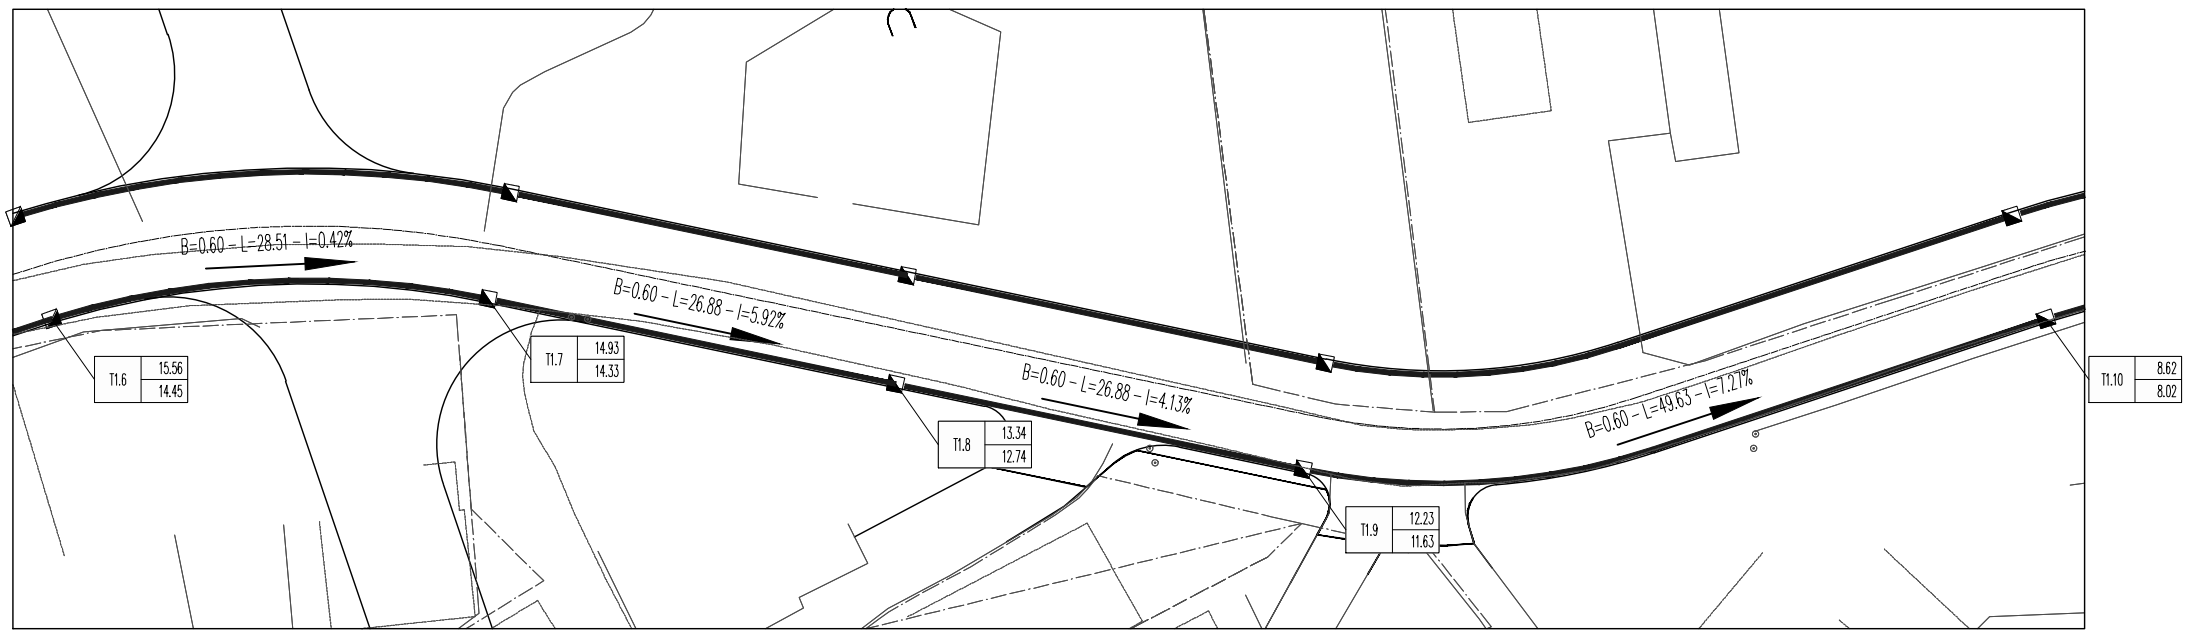 B=0.60 – L=28.51 – I=0.42%
B=0.60 – L=26.88 – I=5.92%
T1.6
15.56
14.45
T1.7
14.93
14.33
B=0.60 – L=26.88 – I=4.13%
B=0.60 – L=49.63 – I=7.27%
T1.10
8.62
8.02
T1.8
13.34
12.74
T1.9
12.23
11.63